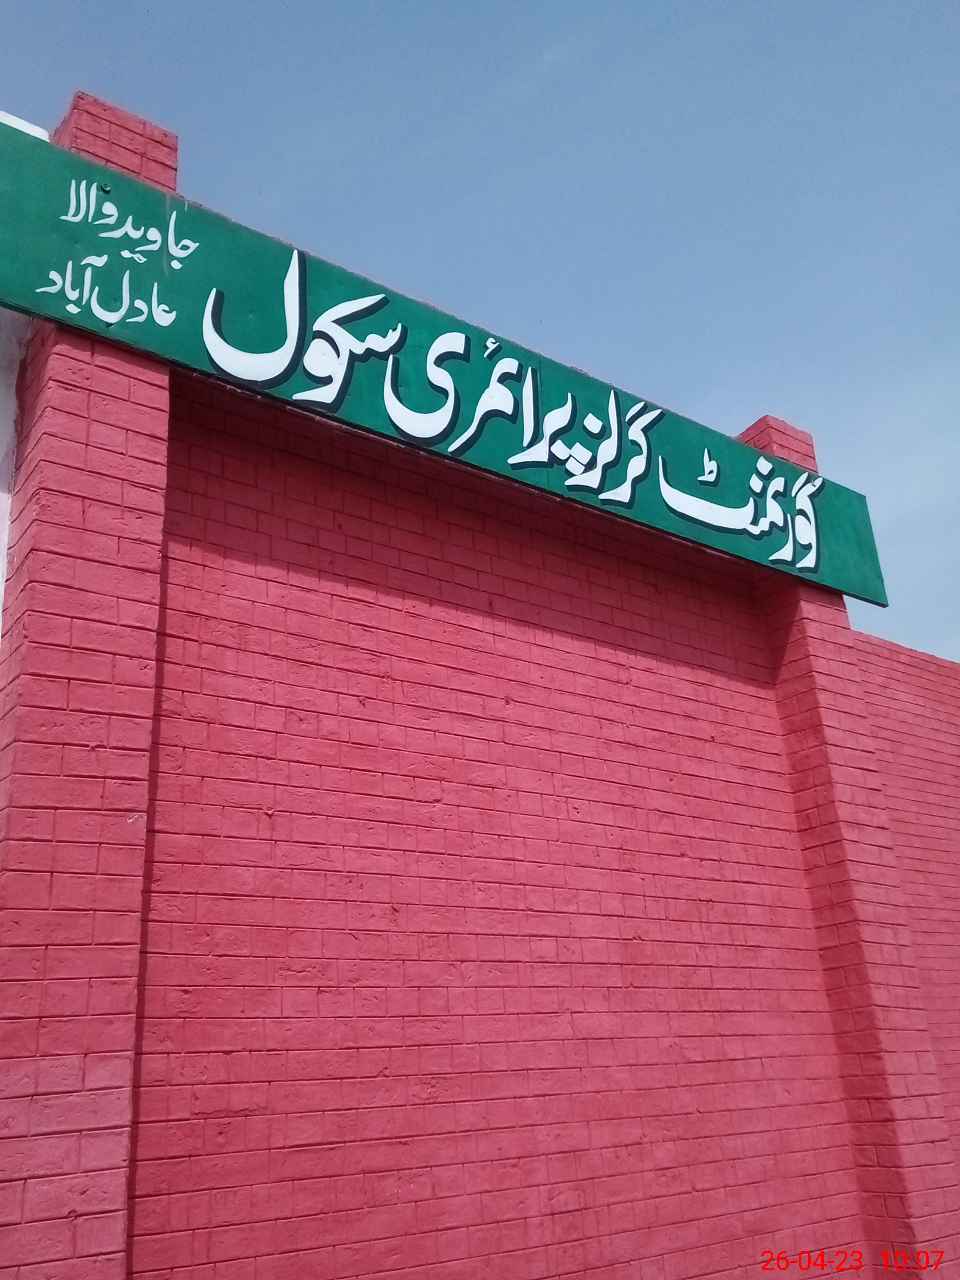 گورنمنٹ گرلز پرائمری سکول
جاوید والا
عادل آباد
26-04-23 10:07